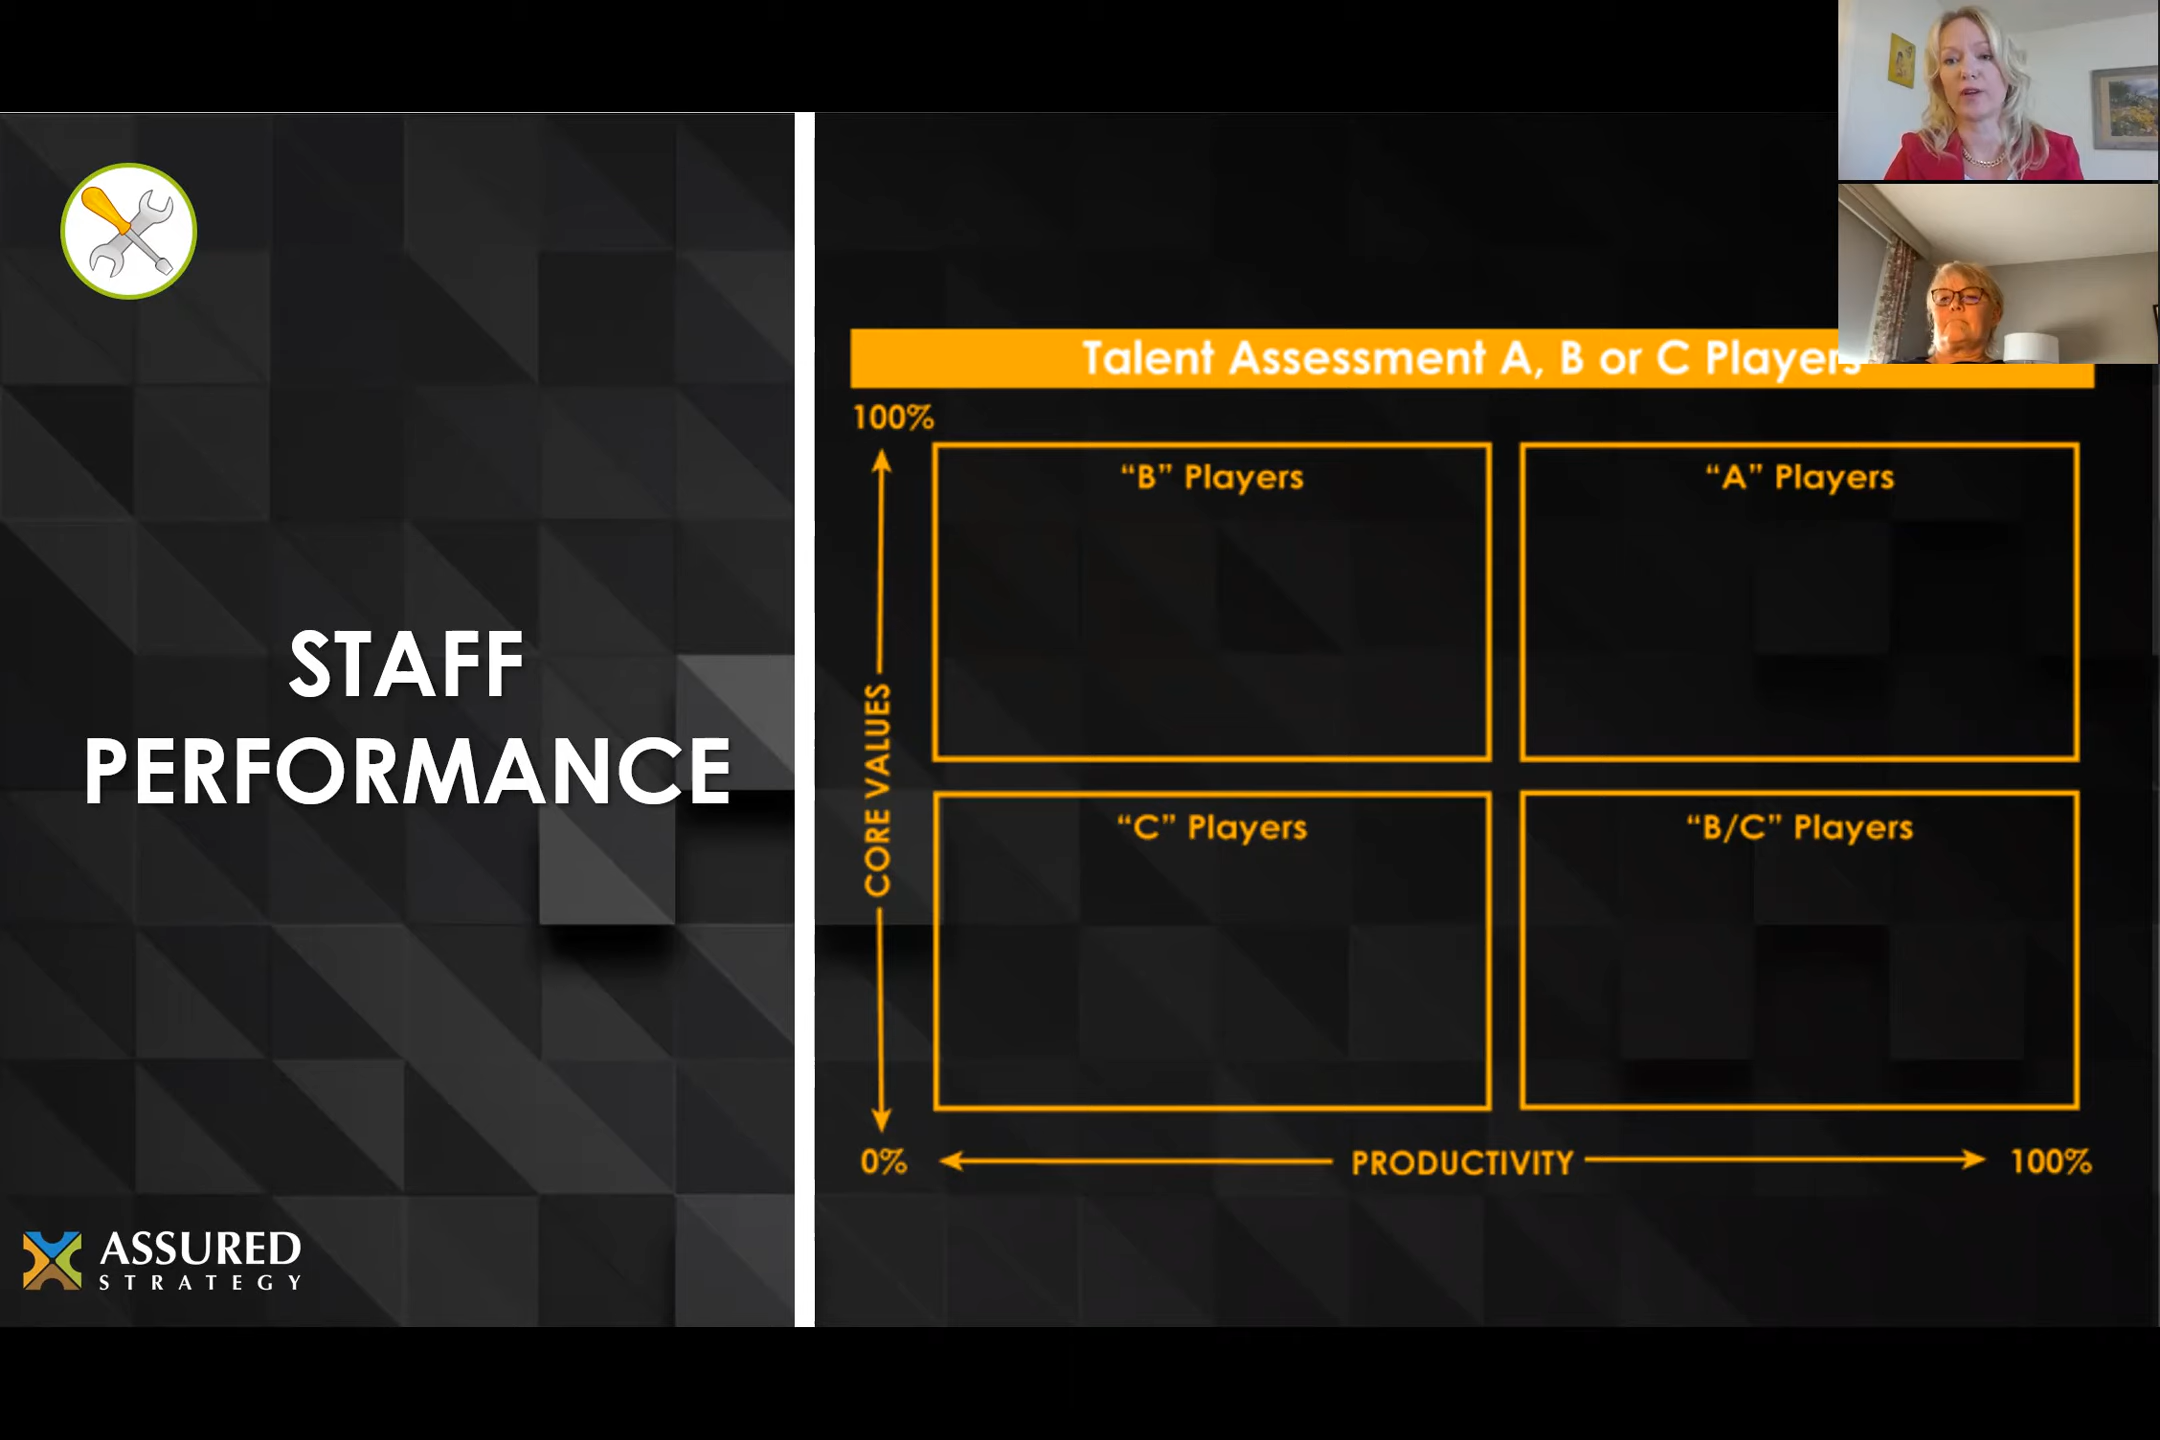 STAFF
PERFORMANCE
ASSURED
STRATEGY
Talent Assessment A, B or C Players
100%
“B” Players
“A” Players
CORE VALUES
“C” Players
“B/C” Players
0%
PRODUCTIVITY
100%